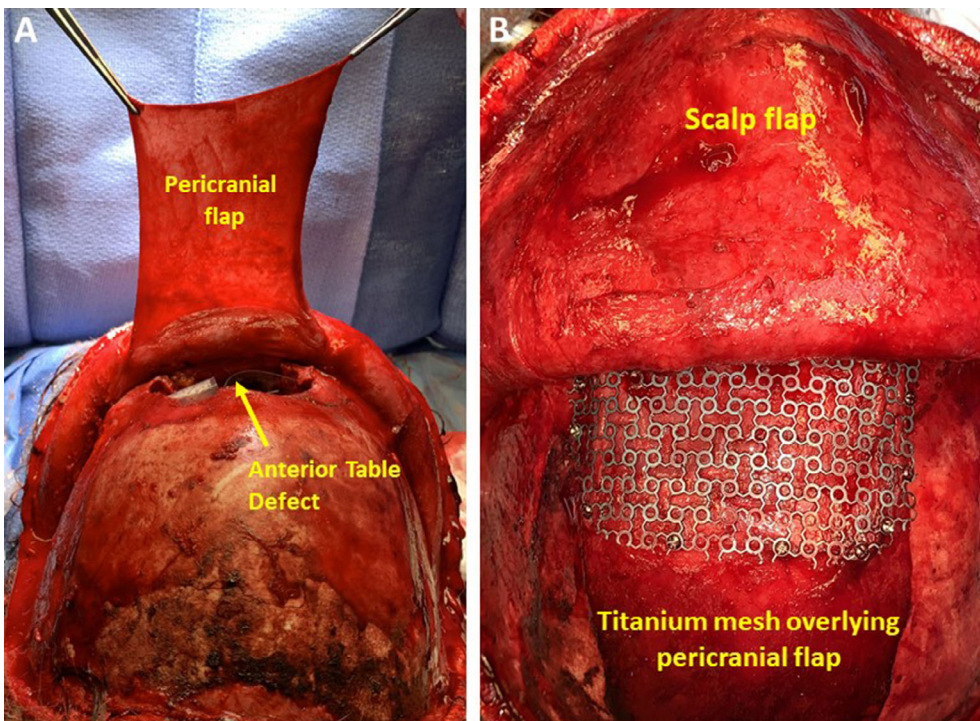 A
Pericranial
flap
Anterior Table
Defect
B
Scalp flap
Titanium mesh overlying
pericranial flap